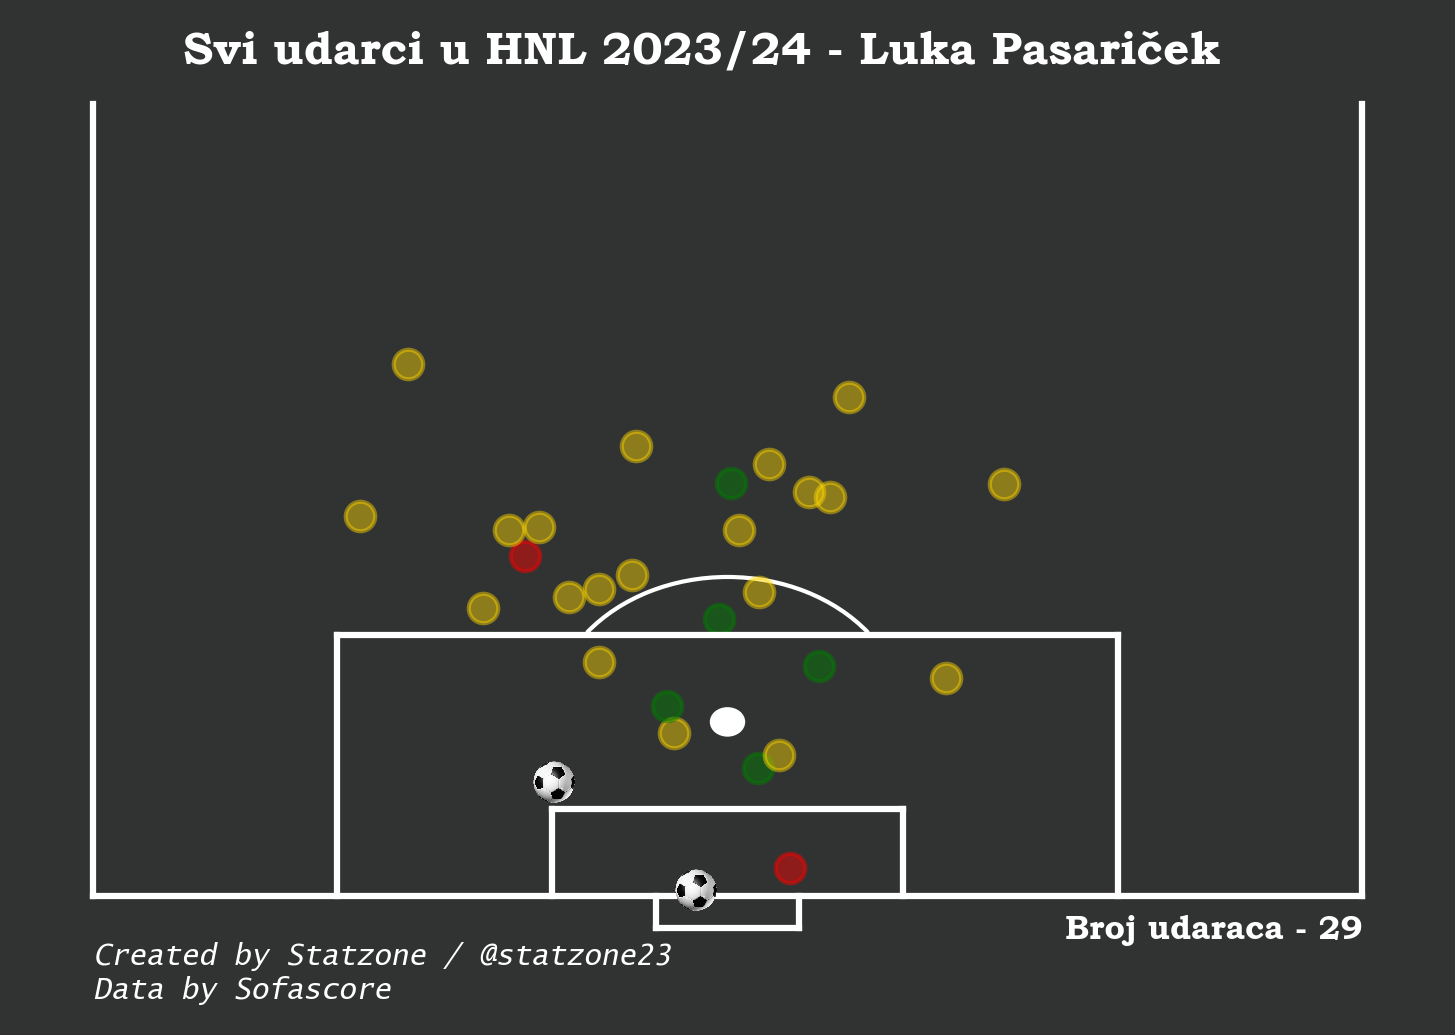 Svi udarci u HNL 2023/24 - Luka Pasariček
Broj udaraca - 29
Created by Statzone / @statzone23
Data by Sofascore